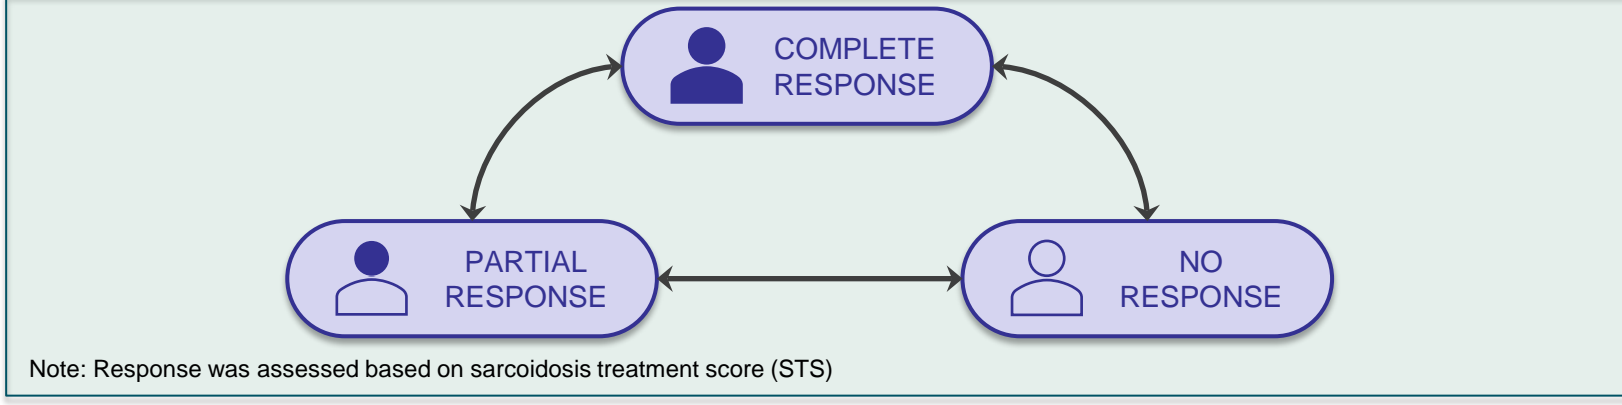 COMPLETE
RESPONSE
PARTIAL
RESPONSE
NO
RESPONSE
Note: Response was assessed based on sarcoidosis treatment score (STS)